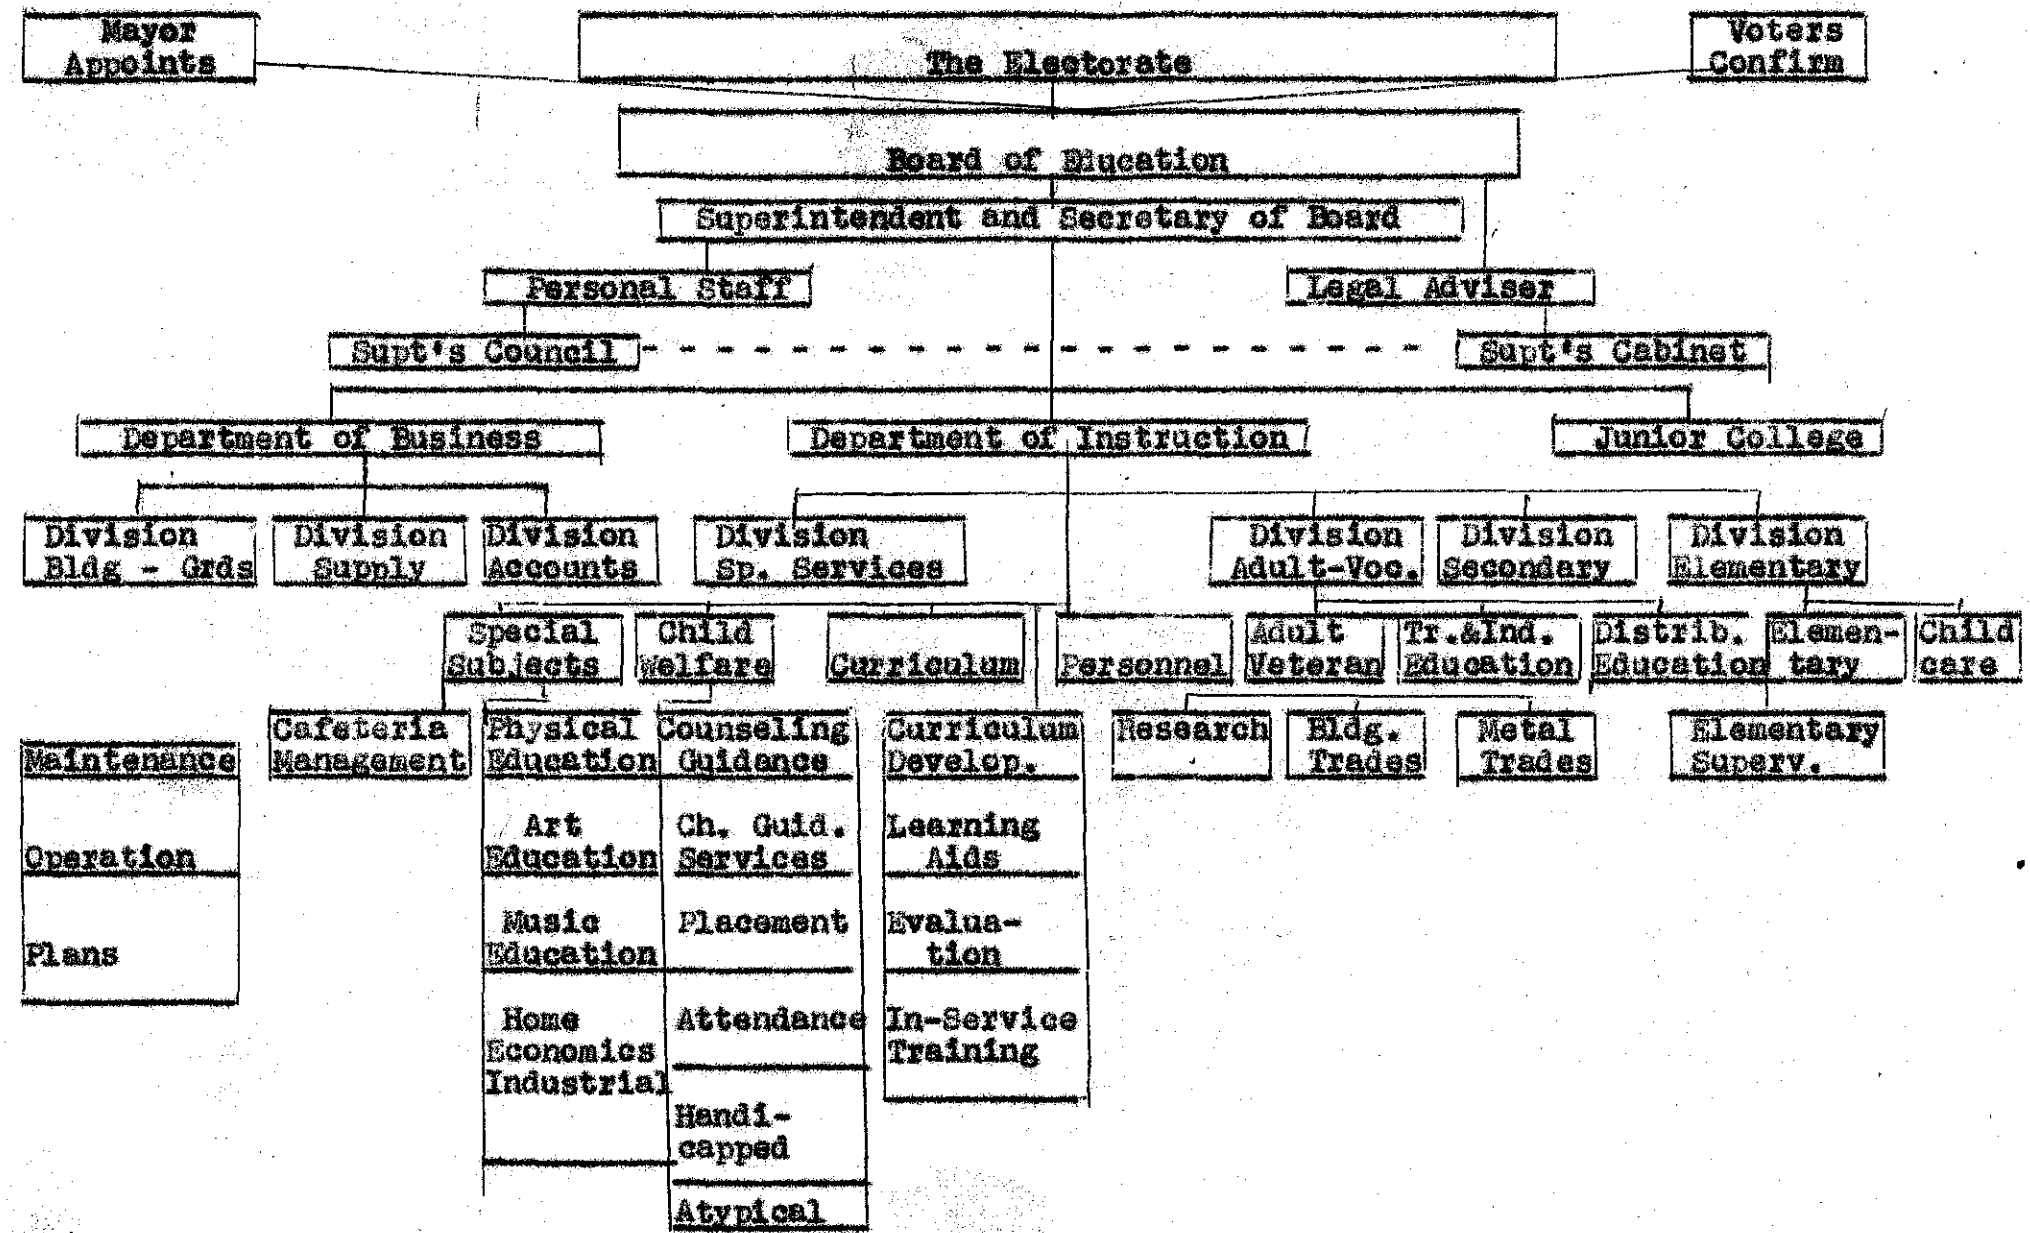 Mayor
Appoints
The Electorate
Voters
Confirm
Board of Education
Superintendent and Secretary of Board
Personal Staff
Legal Adviser
Supt's Council
Supt's Cabinet
Department of Business
Department of Instruction
Junior College
Division
Bldg - Grds
Division
Supply
Division
Accounts
Division
Sp. Services
Division
Adult-Voc.
Division
Secondary
Division
Elementary
Special
Subjects
Child
Welfare
Curriculum
Personnel
Adult
Veteran
Tr.&Ind.
Education
Distrib.
Education
Elemen-
tary
Child
care
Cafeteria
Management
Physical
Education
Counseling
Guidance
Curriculum
Develop.
Research
Bldg.
Trades
Metal
Trades
Elementary
Superv.
Maintenance
Operation
Plans
Art
Education
Music
Education
Home
Economics
Industrial
Ch. Guid.
Services
Placement
Attendance
Handi-
capped
Atypical
Learning
Aids
Evalua-
tion
In-Service
Training